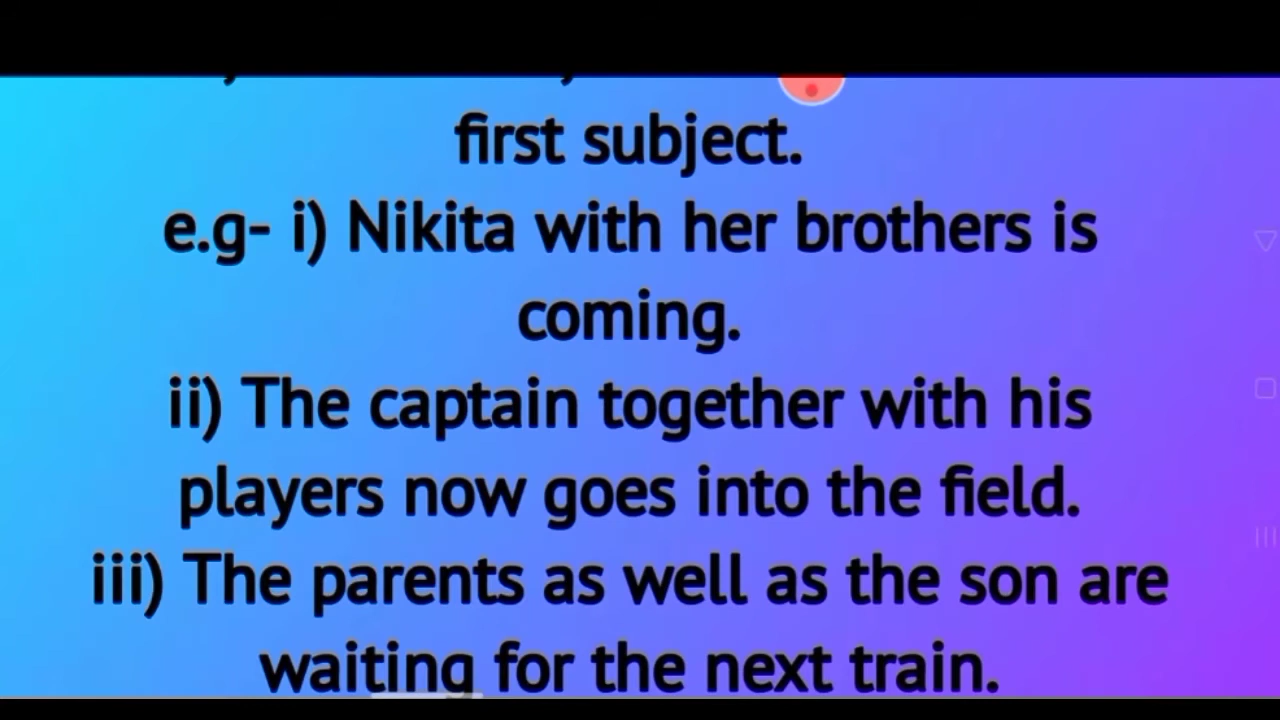 first subject.
e.g- i) Nikita with her brothers is
coming.
ii) The captain together with his
players now goes into the field.
iii) The parents as well as the son are
waiting for the next train.